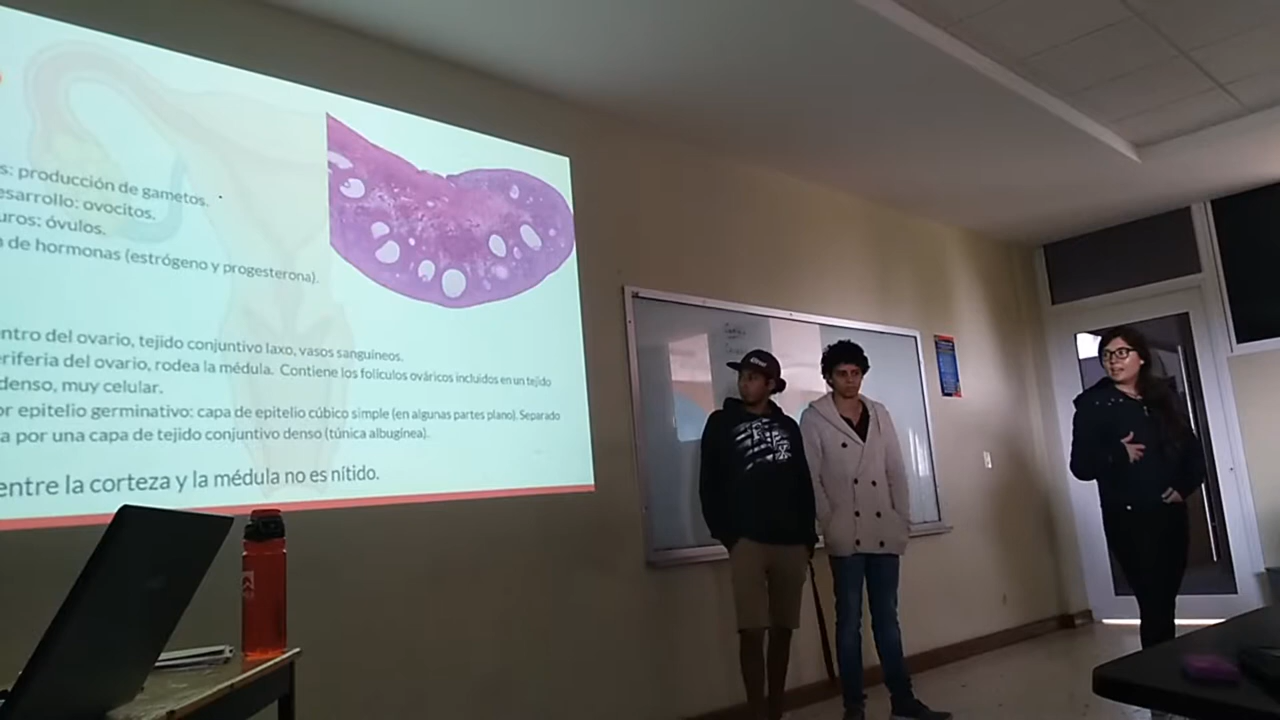 s: producción de gametos.
esarrollo: ovocitos.
uros: óvulos.
de hormonas (estrógeno y progesterona).
entro del ovario, tejido conjuntivo laxo, vasos sanguíneos.
eriferia del ovario, rodea la médula. Contiene los folículos ováricos incluidos en un tejido
denso, muy celular.
or epitelio germinativo: capa de epitelio cúbico simple (en algunas partes plano). Separado
a por una capa de tejido conjuntivo denso (túnica albugínea).
entre la corteza y la médula no es nítido.